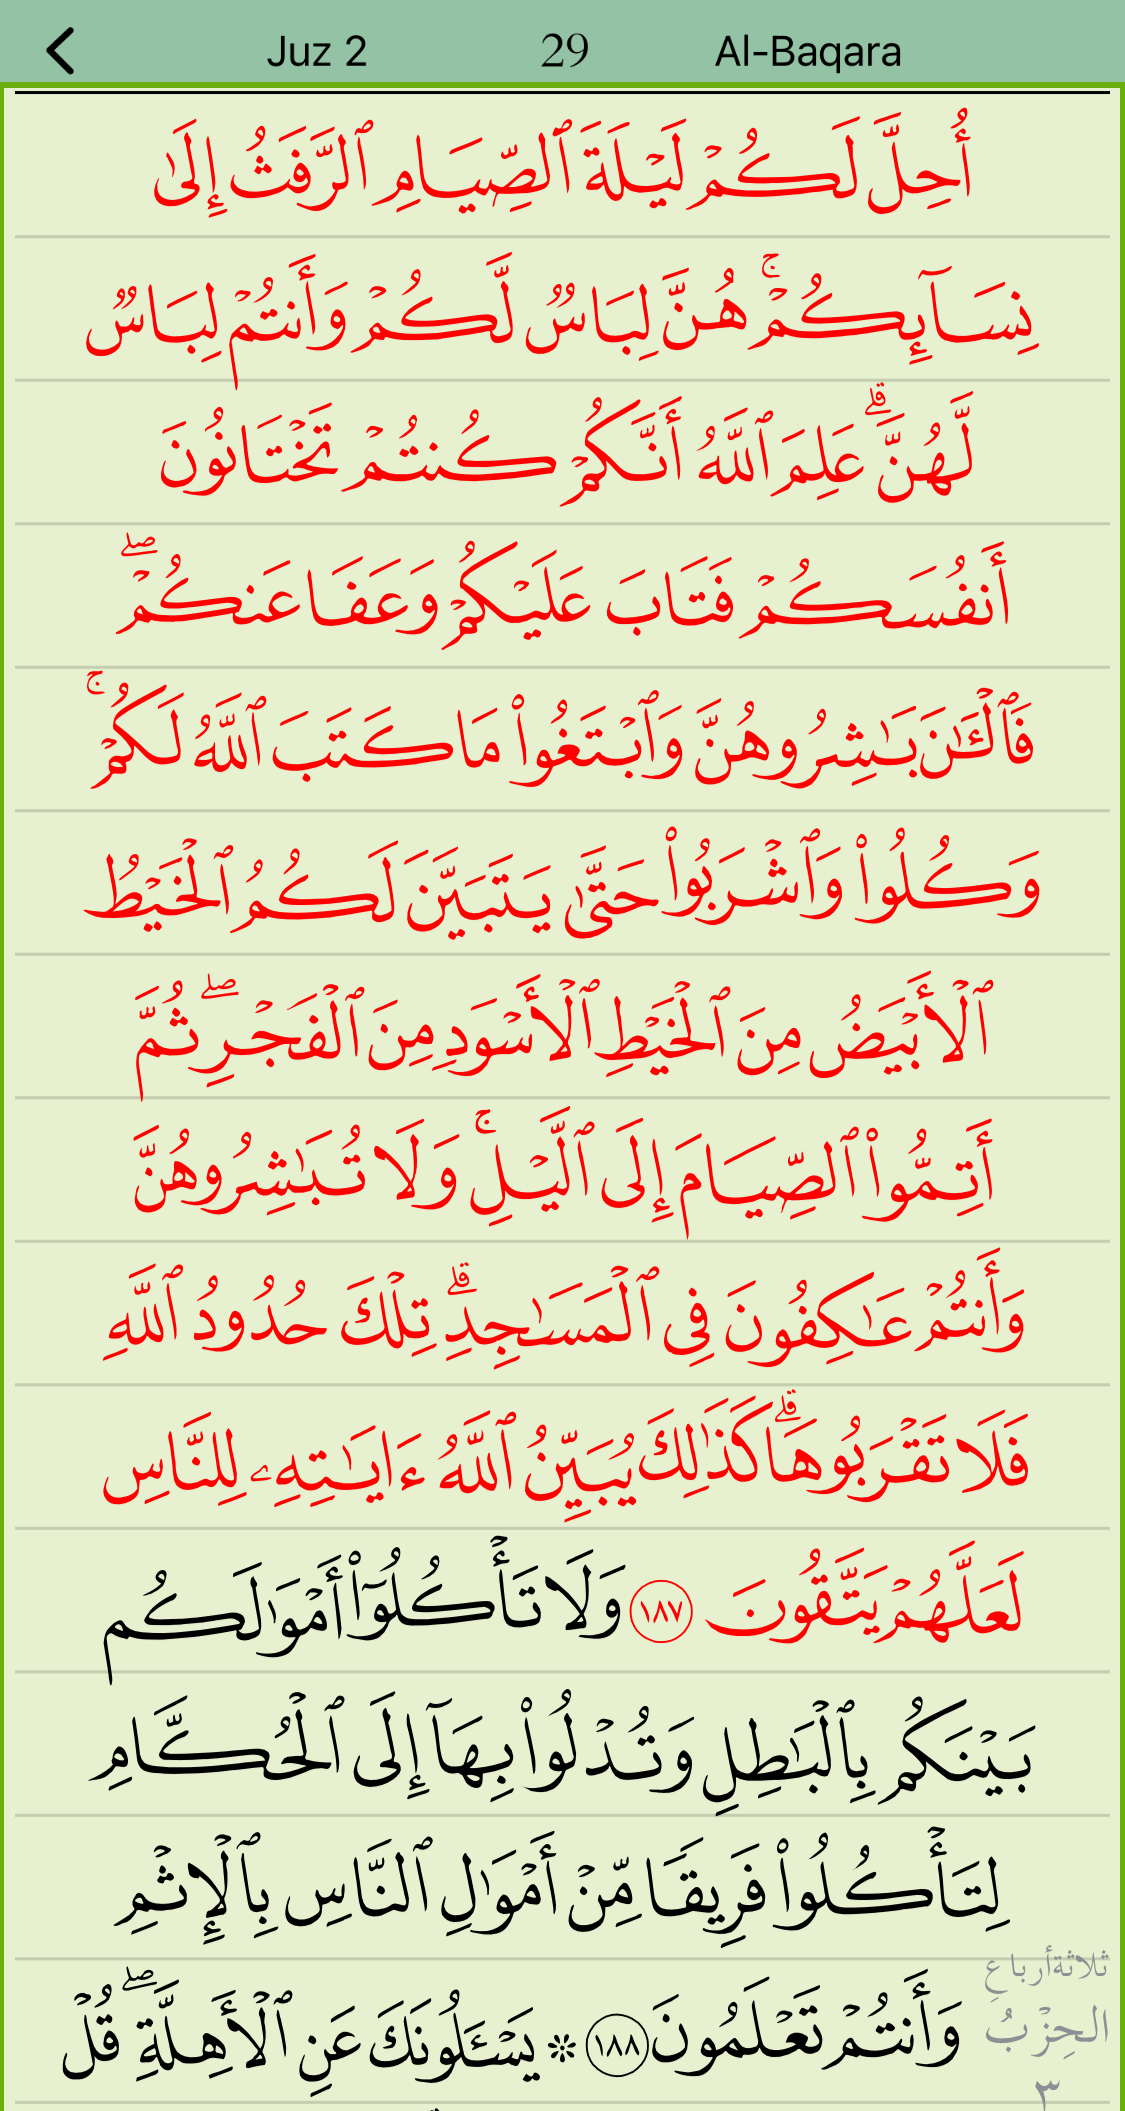 Juz 2 29 Al-Baqara
أُحِلَّ لَكُمْ لَيْلَةَ ٱلصِّيَامِ ٱلرَّفَثُ إِلَىٰ
نِسَآئِكُمْ ۚ هُنَّ لِبَاسٌ لَّكُمْ وَأَنتُمْ لِبَاسٌ
لَّهُنَّ ۗ عَلِمَ ٱللَّهُ أَنَّكُمْ كُنتُمْ تَخْتَانُونَ
أَنفُسَكُمْ فَتَابَ عَلَيْكُمْ وَعَفَا عَنكُمْ ۖ
فَٱلْـَٔـٰنَ بَـٰشِرُوهُنَّ وَٱبْتَغُوا۟ مَا كَتَبَ ٱللَّهُ لَكُمْ ۚ
وَكُلُوا۟ وَٱشْرَبُوا۟ حَتَّىٰ يَتَبَيَّنَ لَكُمُ ٱلْخَيْطُ
ٱلْأَبْيَضُ مِنَ ٱلْخَيْطِ ٱلْأَسْوَدِ مِنَ ٱلْفَجْرِ ۖ ثُمَّ
أَتِمُّوا۟ ٱلصِّيَامَ إِلَى ٱلَّيْلِ ۚ وَلَا تُبَـٰشِرُوهُنَّ
وَأَنتُمْ عَـٰكِفُونَ فِى ٱلْمَسَـٰجِدِ ۗ تِلْكَ حُدُودُ ٱللَّهِ
فَلَا تَقْرَبُوهَا ۗ كَذَٰلِكَ يُبَيِّنُ ٱللَّهُ ءَايَـٰتِهِۦ لِلنَّاسِ
لَعَلَّهُمْ يَتَّقُونَ ١٨٧ وَلَا تَأْكُلُوٓا۟ أَمْوَٰلَكُم
بَيْنَكُم بِٱلْبَـٰطِلِ وَتُدْلُوا۟ بِهَآ إِلَى ٱلْحُكَّامِ
لِتَأْكُلُوا۟ فَرِيقًا مِّنْ أَمْوَٰلِ ٱلنَّاسِ بِٱلْإِثْمِ
وَأَنتُمْ تَعْلَمُونَ ١٨٨ ۞ يَسْـَٔلُونَكَ عَنِ ٱلْأَهِلَّةِ ۖ قُلْ
ثلاثة أرباع
الحِزْبُ
٣